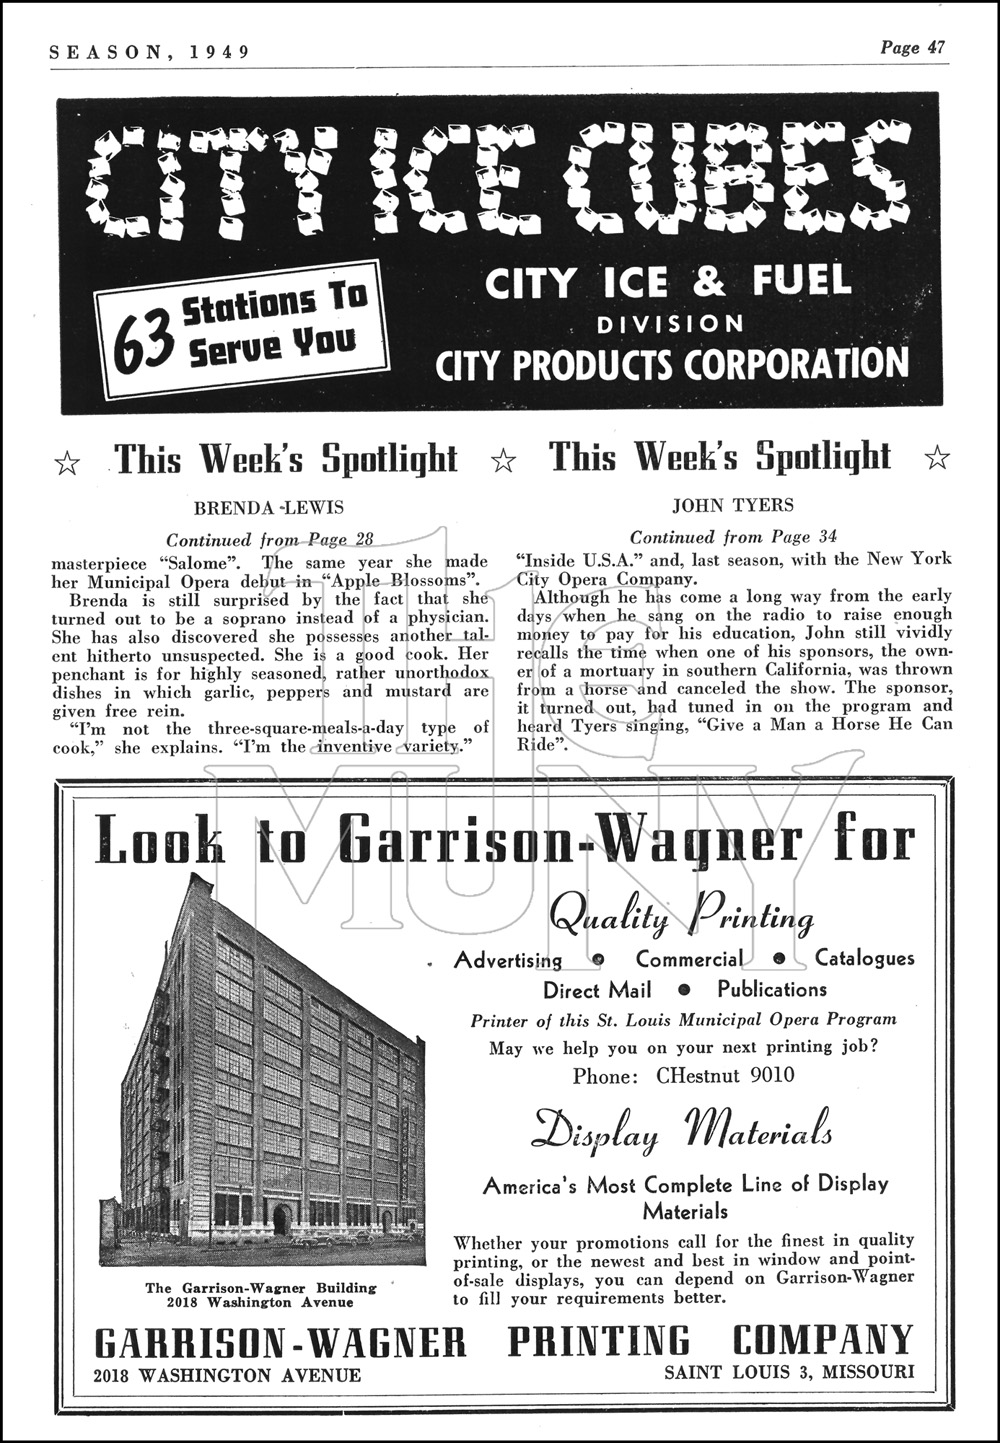 SEASON, 1949
Page 47
CITY ICE CUBES
63 Stations To
Serve You
CITY ICE & FUEL
DIVISION
CITY PRODUCTS CORPORATION
☆ This Week's Spotlight ☆
BRENDA-LEWIS
Continued from Page 28
masterpiece “Salome”. The same year she made
her Municipal Opera debut in “Apple Blossoms”.
Brenda is still surprised by the fact that she
turned out to be a soprano instead of a physician.
She has also discovered she possesses another tal-
ent hitherto unsuspected. She is a good cook. Her
penchant is for highly seasoned, rather unorthodox
dishes in which garlic, peppers and mustard are
given free rein.
“I'm not the three-square-meals-a-day type of
cook,” she explains. “I'm the inventive variety.”
This Week's Spotlight ☆
JOHN TYERS
Continued from Page 34
“Inside U.S.A.” and, last season, with the New York
City Opera Company.
Although he has come a long way from the early
days when he sang on the radio to raise enough
money to pay for his education, John still vividly
recalls the time when one of his sponsors, the own-
er of a mortuary in southern California, was thrown
from a horse and canceled the show. The sponsor,
it turned out, had tuned in on the program and
heard Tyers singing, “Give a Man a Horse He Can
Ride”.
The
MUNY
Look to Garrison-Wagner for
Quality Printing
Advertising ● Commercial ● Catalogues
Direct Mail ● Publications
Printer of this St. Louis Municipal Opera Program
May we help you on your next printing job?
Phone: CHestnut 9010
Display Materials
America's Most Complete Line of Display
Materials
Whether your promotions call for the finest in quality
printing, or the newest and best in window and point-
of-sale displays, you can depend on Garrison-Wagner
to fill your requirements better.
The Garrison-Wagner Building
2018 Washington Avenue
GARRISON-WAGNER PRINTING COMPANY
2018 WASHINGTON AVENUE
SAINT LOUIS 3, MISSOURI